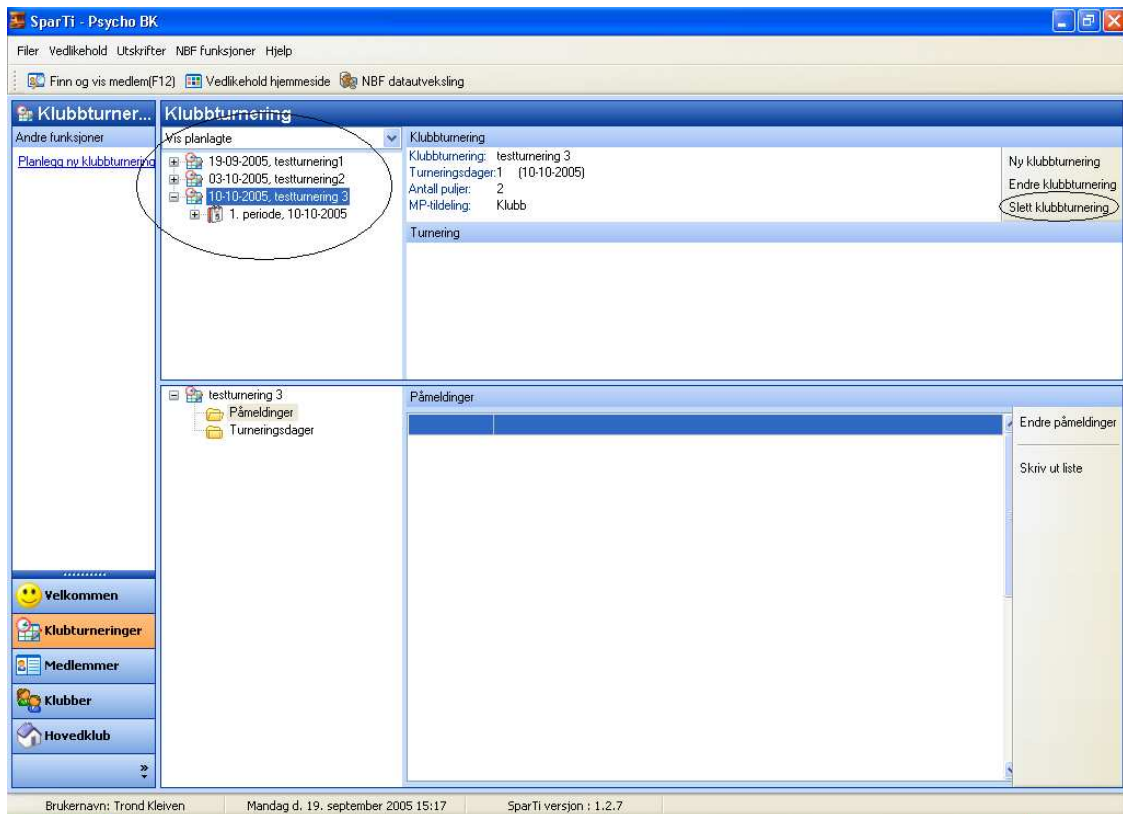 SparTi - Psycho BK
Filer Vedlikehold Utskrifter NBF funksjoner Hjelp
Finn og vis medlem(F12) Vedlikehold hjemmeside NBF datautveksling
Klubbturner...
Andre funksjoner
Planlegg ny klubbturnering
Klubbturnering
Vis planlagte
19-09-2005, testturnering1
03-10-2005, testturnering2
10-10-2005, testturnering 3
1. periode, 10-10-2005
Klubbturnering
Klubbturnering: testturnering 3
Turneringsdager:1 (10-10-2005)
Antall puljer: 2
MP-tildeling: Klubb
Ny klubbturnering
Endre klubbturnering
Slett klubbturnering
Turnering
testturnering 3
Påmeldinger
Turneringsdager
Påmeldinger
Endre påmeldinger
Skriv ut liste
Velkommen
Klubturneringer
Medlemmer
Klubber
Hovedklub
Brukernavn: Trond Kleiven Mandag d. 19. september 2005 15:17 SparTi versjon : 1.2.7